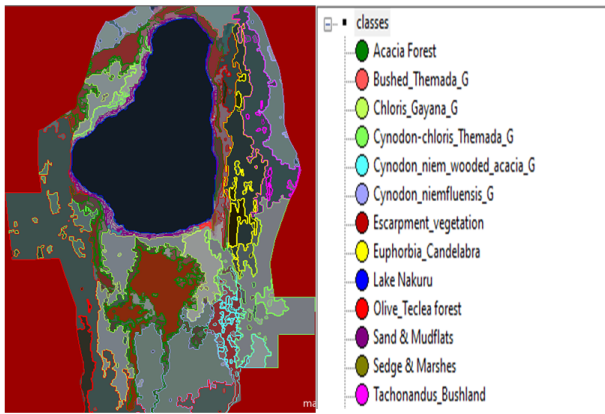 classes
Acacia Forest
Bushed_Themada_G
Chloris_Gayana_G
Cynodon-chloris_Themada_G
Cynodon_niem_wooded_acacia_G
Cynodon_niemfluensis_G
Escarpment_vegetation
Euphorbia_Candelabra
Lake Nakuru
Olive_Teclea forest
Sand & Mudflats
Sedge & Marshes
Tachonandus_Bushland